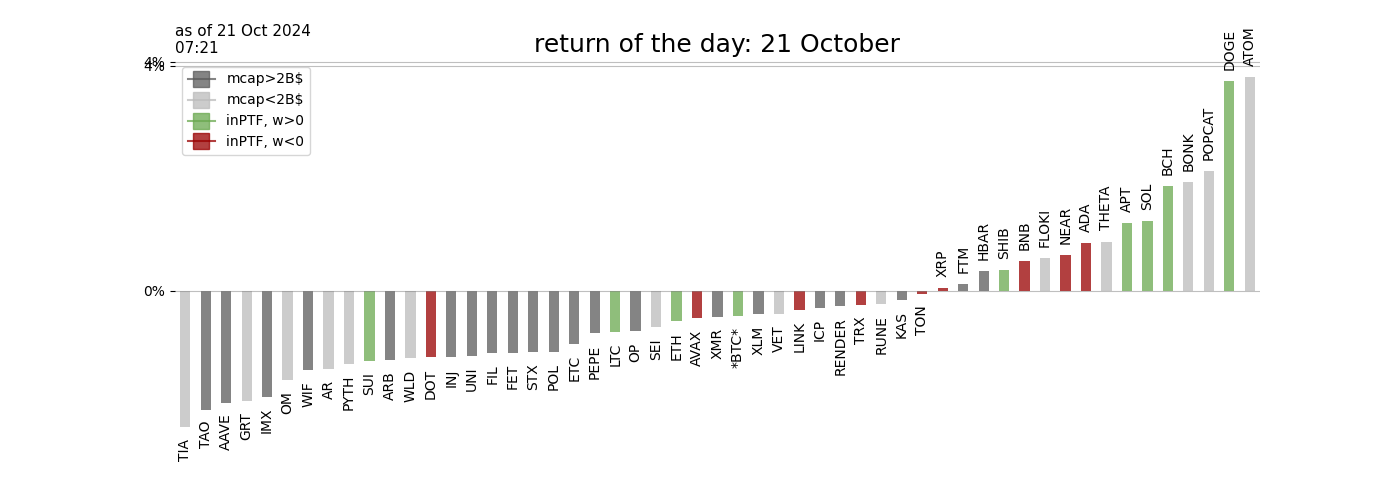 as of 21 Oct 2024
07:21
return of the day: 21 October
4%
4%
0%
mcap>2B$
mcap<2B$
inPTF, w>0
inPTF, w<0
TIA
TAO
AAVE
GRT
IMX
OM
WIF
AR
PYTH
SUI
ARB
WLD
DOT
INJ
UNI
FIL
FET
STX
POL
ETC
PEPE
LTC
OP
SEI
ETH
AVAX
XMR
*BTC*
XLM
VET
LINK
ICP
RENDER
TRX
RUNE
KAS
TON
XRP
FTM
HBAR
SHIB
BNB
FLOKI
NEAR
ADA
THETA
APT
SOL
BCH
BONK
POPCAT
DOGE
ATOM